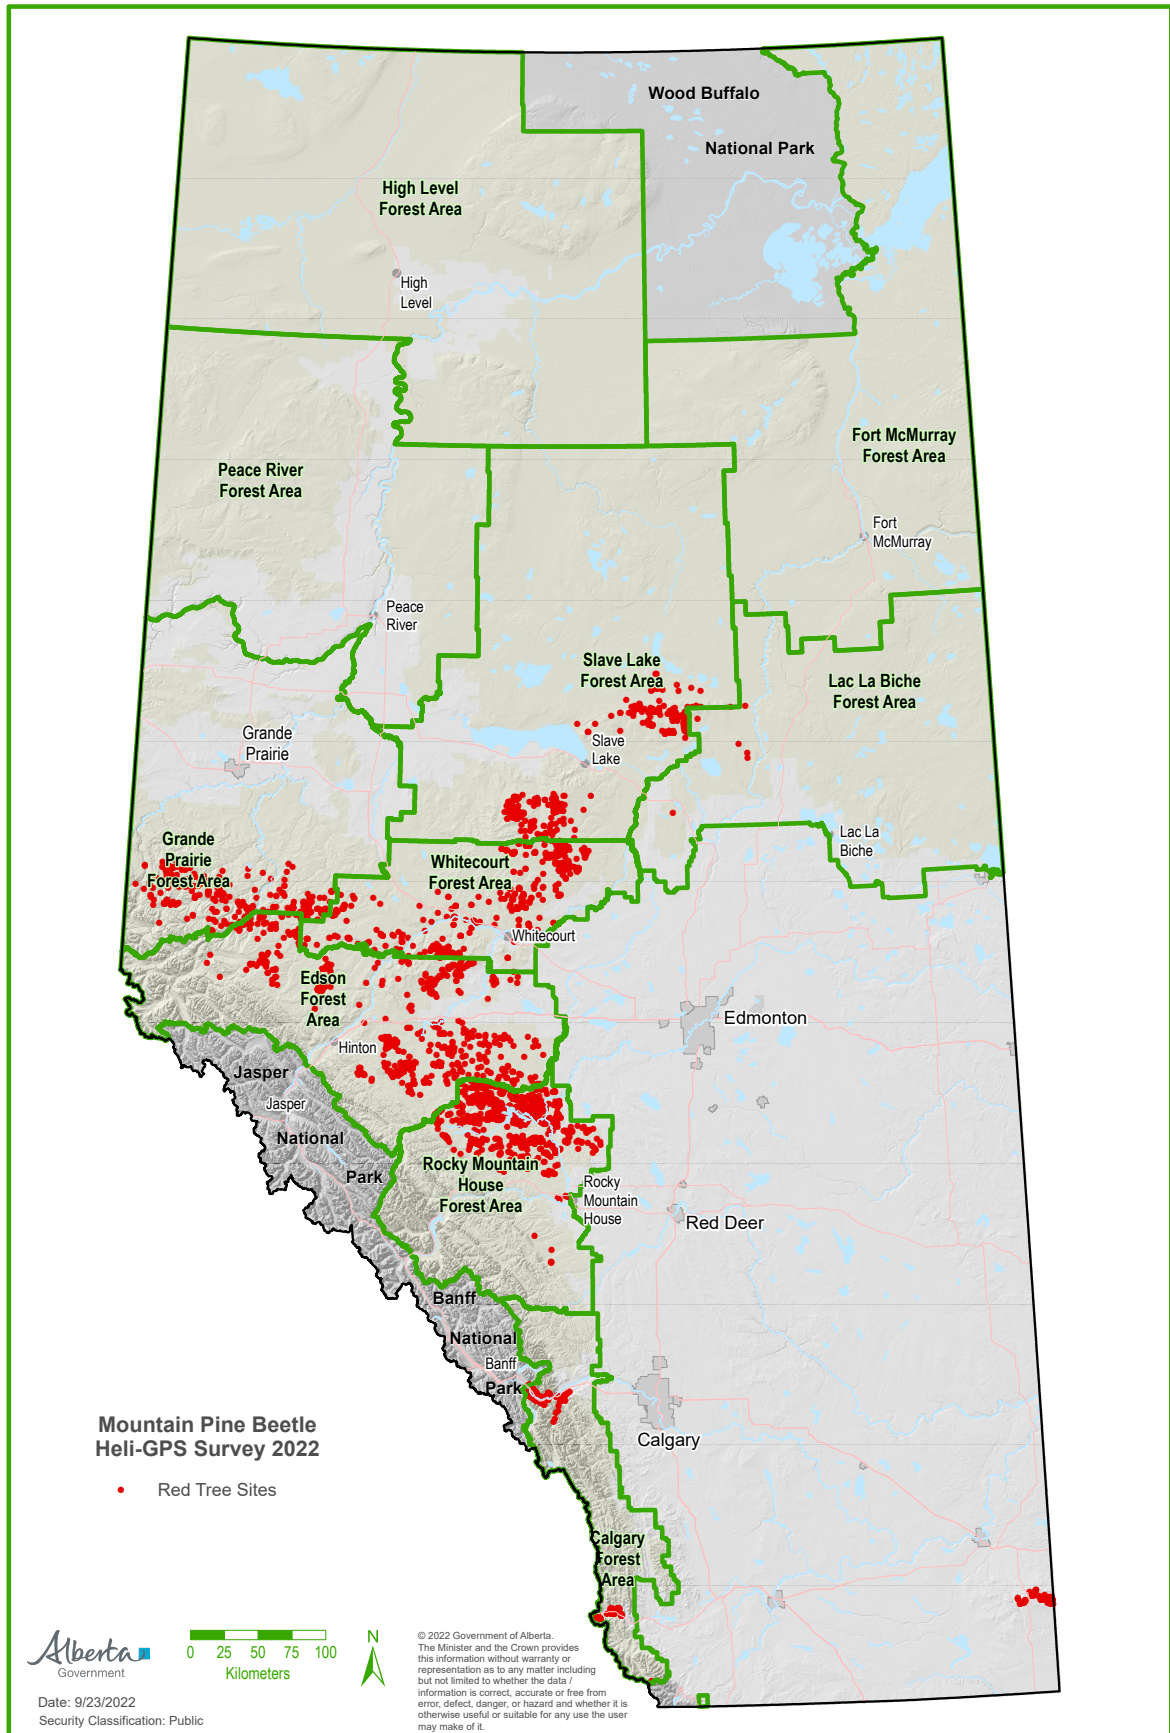 Wood Buffalo
National Park
High Level
Forest Area
High
Level
Fort McMurray
Forest Area
Peace River
Forest Area
Fort
McMurray
Peace
River
Slave Lake
Forest Area
Lac La Biche
Forest Area
Grande
Prairie
Slave
Lake
Grande
Prairie
Forest Area
Lac La
Biche
Whitecourt
Forest Area
Whitecourt
Edson
Forest
Area
Edmonton
Hinton
Jasper
Jasper
National
Park
Rocky Mountain
House
Forest Area
Rocky
Mountain
House
Red Deer
Banff
National
Banff
Park
Calgary
Mountain Pine Beetle
Heli-GPS Survey 2022
Red Tree Sites
Calgary
Forest
Area
Alberta
Government
0 25 50 75 100
Kilometers
N
Date: 9/23/2022
Security Classification: Public
© 2022 Government of Alberta.
The Minister and the Crown provides
this information without warranty or
representation as to any matter including
but not limited to whether the data /
information is correct, accurate or free from
error, defect, danger, or hazard and whether it is
otherwise useful or suitable for any use the user
may make of it.